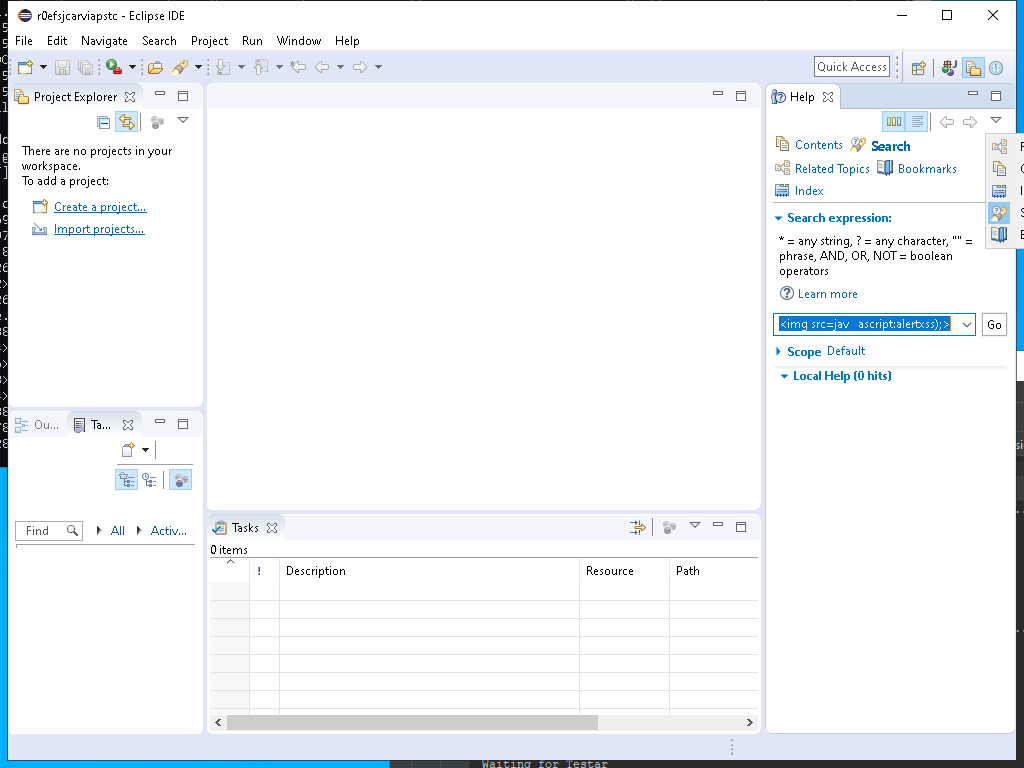 r0efsjcarviapstc - Eclipse IDE
File Edit Navigate Search Project Run Window Help
Quick Access
Project Explorer
There are no projects in your
workspace.
To add a project:
Create a project...
Import projects...
Ou... Ta...
Find All Activ...
Tasks
0 items
! Description Resource Path
Help
Contents Search
Related Topics Bookmarks
Index
Search expression:
* = any string, ? = any character, "" =
phrase, AND, OR, NOT = boolean
operators
Learn more
<img src=jav ascript:alertxss);> Go
Scope Default
Local Help (0 hits)
Waiting for Testar